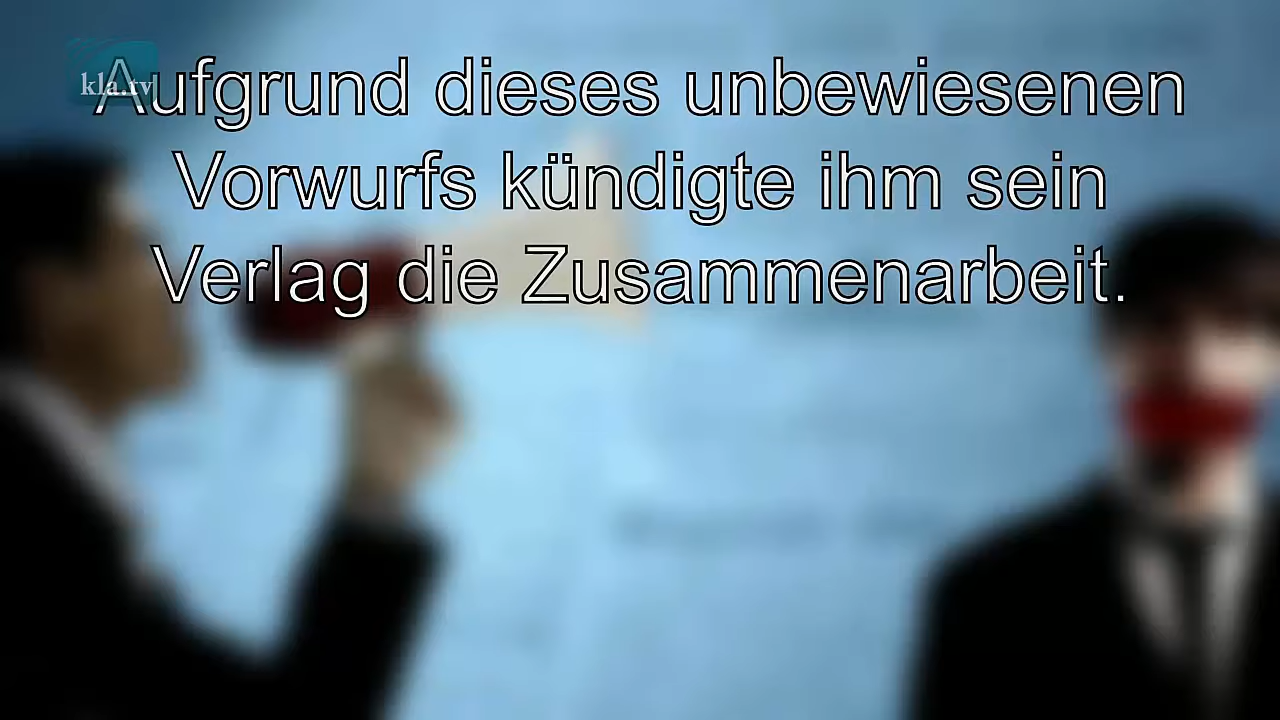 kla.tv
Aufgrund dieses unbewiesenen
Vorwurfs kündigte ihm sein
Verlag die Zusammenarbeit.